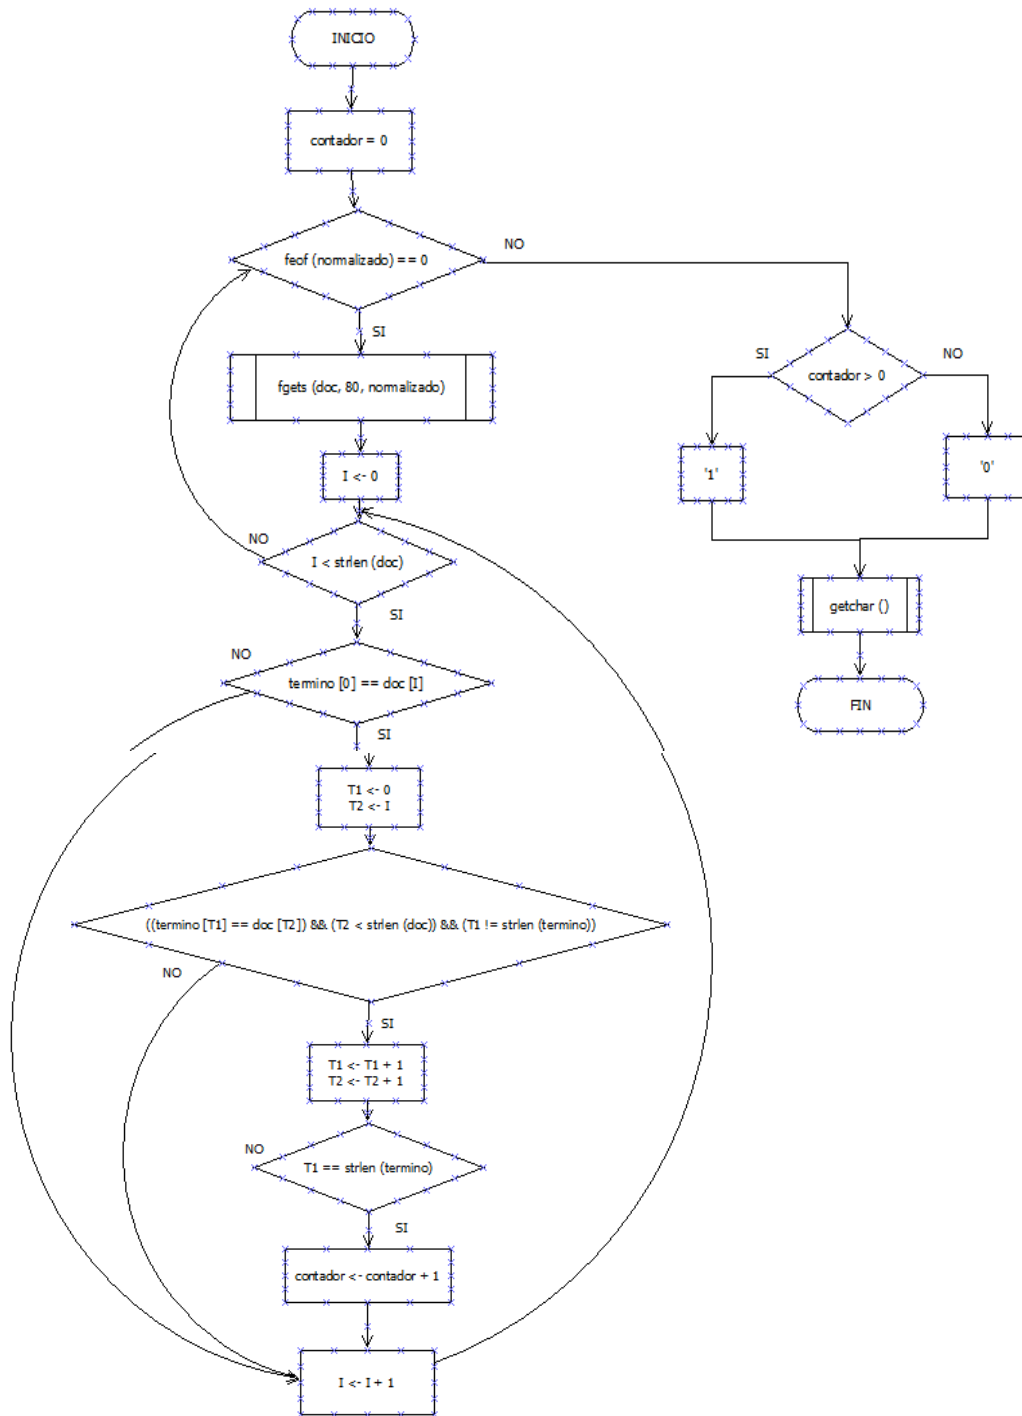 INICIO
contador = 0
feof (normalizado) == 0
NO
SI
fgets (doc, 80, normalizado)
I <- 0
contador > 0
SI
NO
'1'
'0'
getchar ()
FIN
NO
I < strlen (doc)
SI
NO
termino [0] == doc [I]
SI
T1 <- 0
T2 <- I
((termino [T1] == doc [T2]) && (T2 < strlen (doc)) && (T1 != strlen (termino))
NO
SI
T1 <- T1 + 1
T2 <- T2 + 1
NO
T1 == strlen (termino)
SI
contador <- contador + 1
I <- I + 1